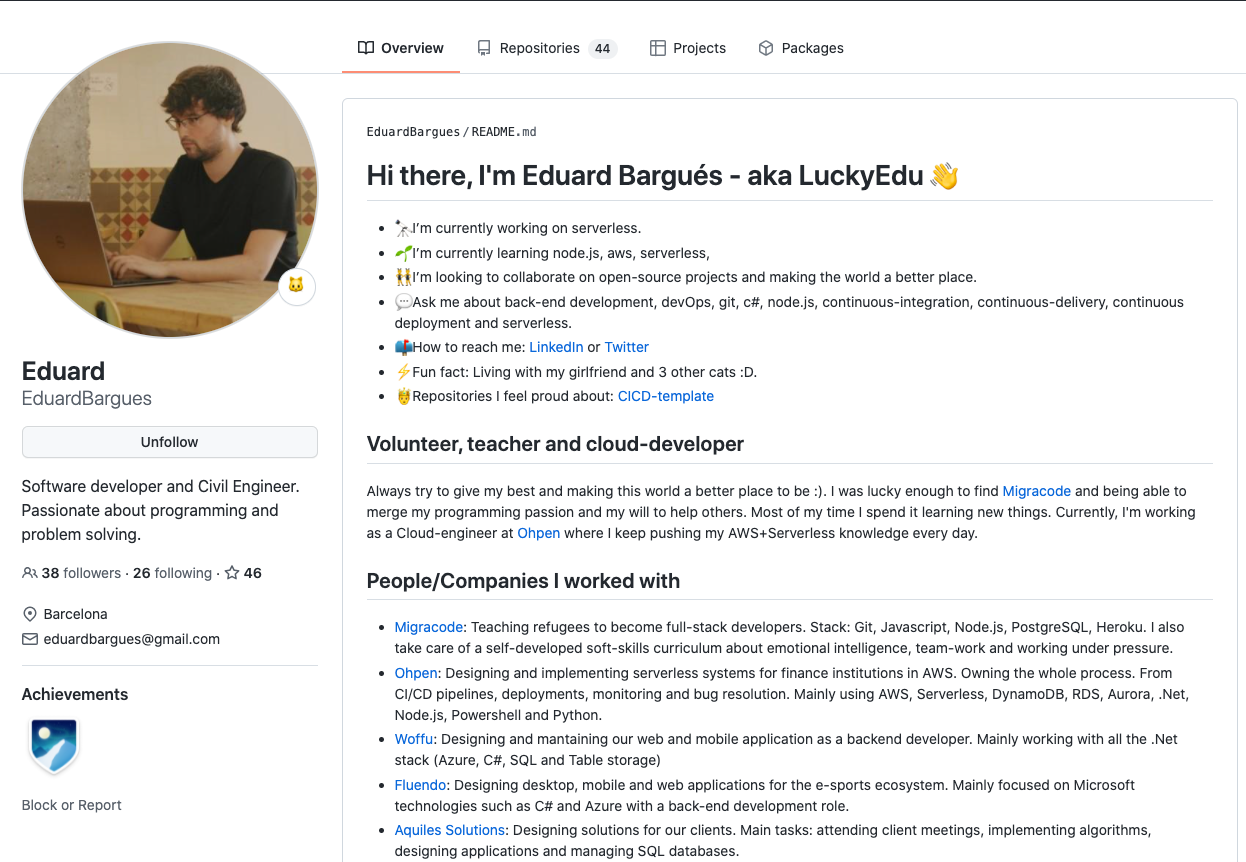 Overview
Repositories 44
Projects
Packages
Eduard
EduardBargues
Unfollow
Software developer and Civil Engineer.
Passionate about programming and
problem solving.
38 followers · 26 following · 46
Barcelona
eduardbargues@gmail.com
Achievements
Block or Report
EduardBargues / README.md
Hi there, I'm Eduard Bargués - aka LuckyEdu 👋
🔭I’m currently working on serverless.
🌱I’m currently learning node.js, aws, serverless,
👯I’m looking to collaborate on open-source projects and making the world a better place.
💬Ask me about back-end development, devOps, git, c#, node.js, continuous-integration, continuous-delivery, continuous
deployment and serverless.
📫How to reach me: LinkedIn or Twitter
⚡Fun fact: Living with my girlfriend and 3 other cats :D.
🤴Repositories I feel proud about: CICD-template
Volunteer, teacher and cloud-developer
Always try to give my best and making this world a better place to be :). I was lucky enough to find Migracode and being able to
merge my programming passion and my will to help others. Most of my time I spend it learning new things. Currently, I'm working
as a Cloud-engineer at Ohpen where I keep pushing my AWS+Serverless knowledge every day.
People/Companies I worked with
Migracode: Teaching refugees to become full-stack developers. Stack: Git, Javascript, Node.js, PostgreSQL, Heroku. I also
take care of a self-developed soft-skills curriculum about emotional intelligence, team-work and working under pressure.
Ohpen: Designing and implementing serverless systems for finance institutions in AWS. Owning the whole process. From
CI/CD pipelines, deployments, monitoring and bug resolution. Mainly using AWS, Serverless, DynamoDB, RDS, Aurora, .Net,
Node.js, Powershell and Python.
Woffu: Designing and mantaining our web and mobile application as a backend developer. Mainly working with all the .Net
stack (Azure, C#, SQL and Table storage)
Fluendo: Designing desktop, mobile and web applications for the e-sports ecosystem. Mainly focused on Microsoft
technologies such as C# and Azure with a back-end development role.
Aquiles Solutions: Designing solutions for our clients. Main tasks: attending client meetings, implementing algorithms,
designing applications and managing SQL databases.